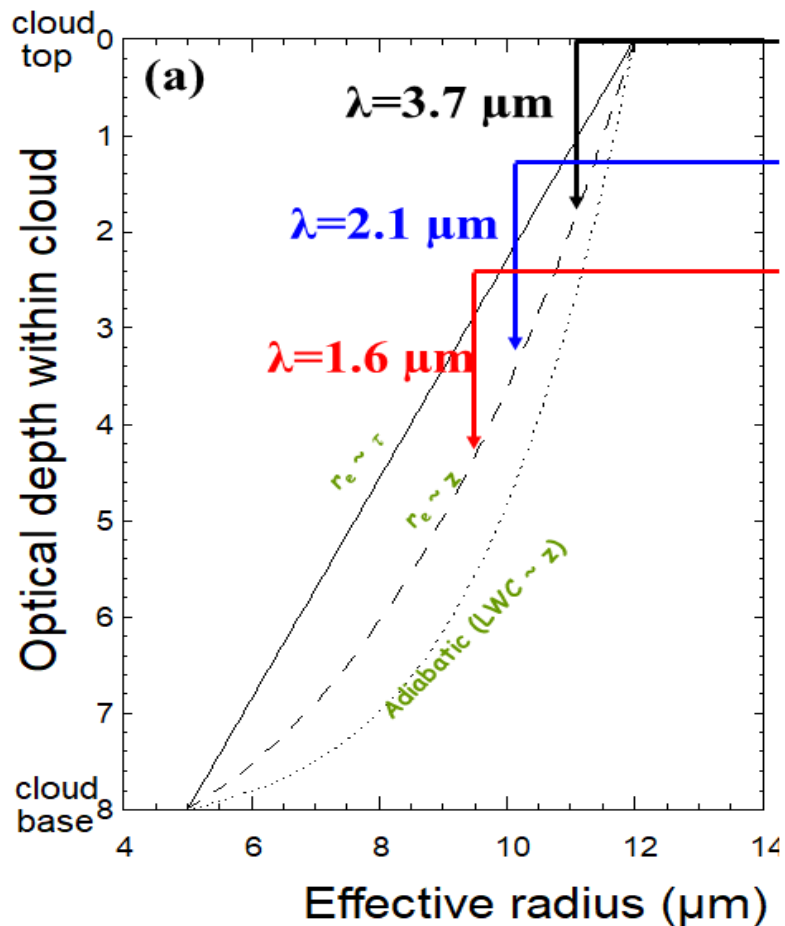 cloud
top
0
(a)
λ=3.7 μm
1
2
λ=2.1 μm
3
λ=1.6 μm
4
rₑ ~ τ
rₑ ~ z
5
6
Adiabatic (LWC ~ z)
7
cloud
base
8
4
6
8
10
12
14
Optical depth within cloud
Effective radius (μm)